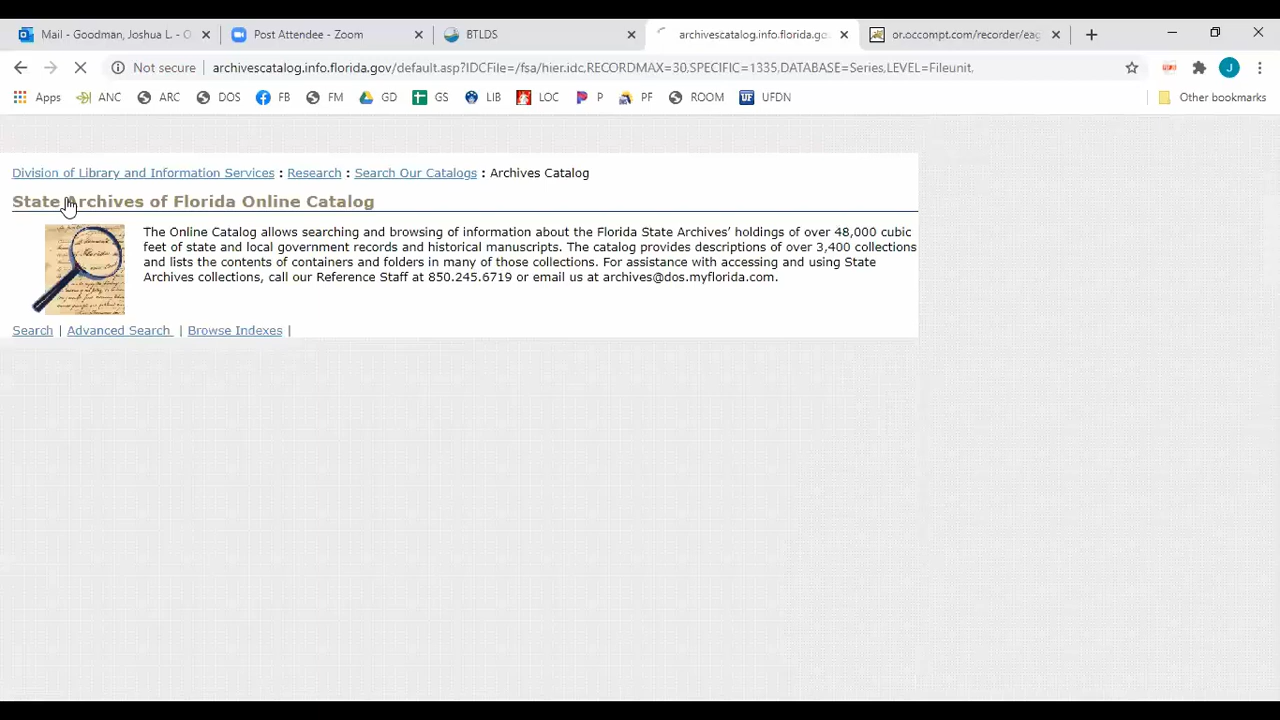 Mail - Goodman, Joshua L. - O
Post Attendee - Zoom
BTLDS
archivescatalog.info.florida.go
or.occompt.com/recorder/eag
Not secure
archivescatalog.info.florida.gov/default.asp?IDCFile=/fsa/hier.idc,RECORDMAX=30,SPECIFIC=1335,DATABASE=Series,LEVEL=Fileunit,
J
Apps ANC ARC DOS FB FM GD GS LIB LOC P PF ROOM UF UFDN Other bookmarks
Division of Library and Information Services : Research : Search Our Catalogs : Archives Catalog
State Archives of Florida Online Catalog
The Online Catalog allows searching and browsing of information about the Florida State Archives' holdings of over 48,000 cubic
feet of state and local government records and historical manuscripts. The catalog provides descriptions of over 3,400 collections
and lists the contents of containers and folders in many of those collections. For assistance with accessing and using State
Archives collections, call our Reference Staff at 850.245.6719 or email us at archives@dos.myflorida.com.
Search | Advanced Search | Browse Indexes |